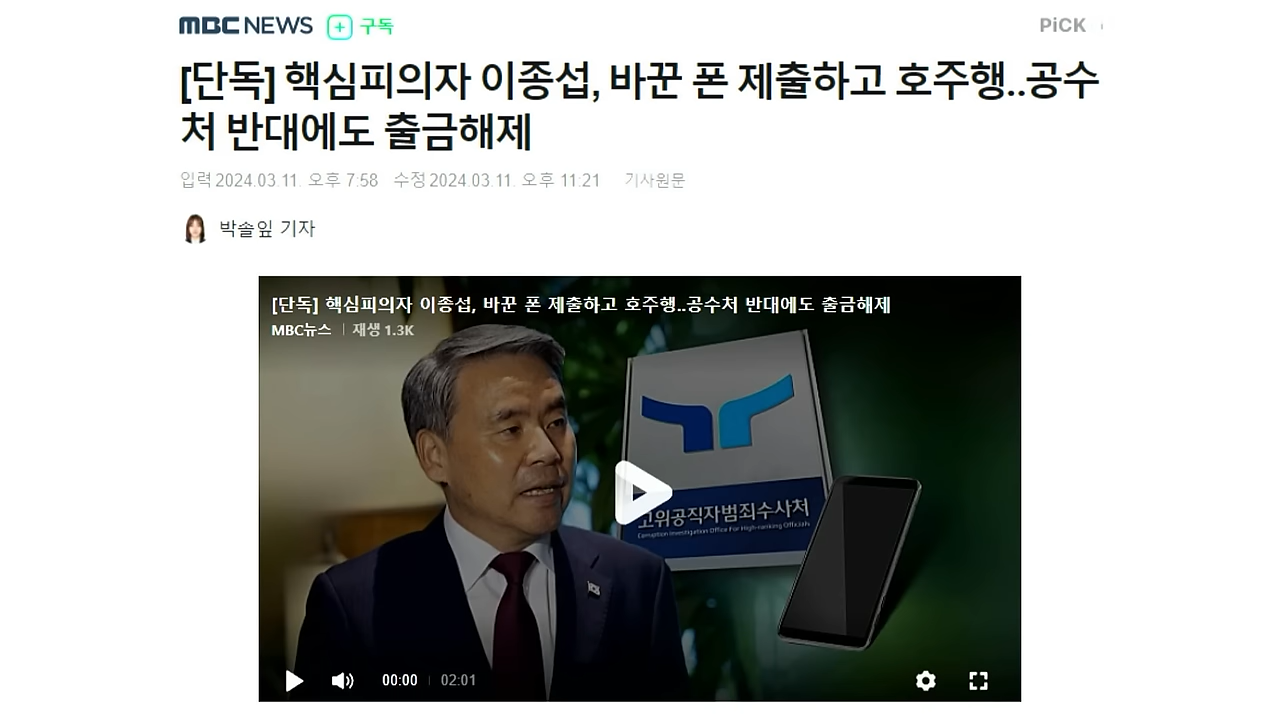 MBC NEWS 구독 PiCK
[단독] 핵심피의자 이종섭, 바꾼 폰 제출하고 호주행..공수
처 반대에도 출금해제
입력 2024.03.11. 오후 7:58 수정 2024.03.11. 오후 11:21 기사원문
박솔잎 기자
[단독] 핵심피의자 이종섭, 바꾼 폰 제출하고 호주행..공수처 반대에도 출금해제
MBC뉴스 재생 1.3K
고위공직자범죄수사처
Corruption Investigation Office For High-ranking Officials
00:00 02:01